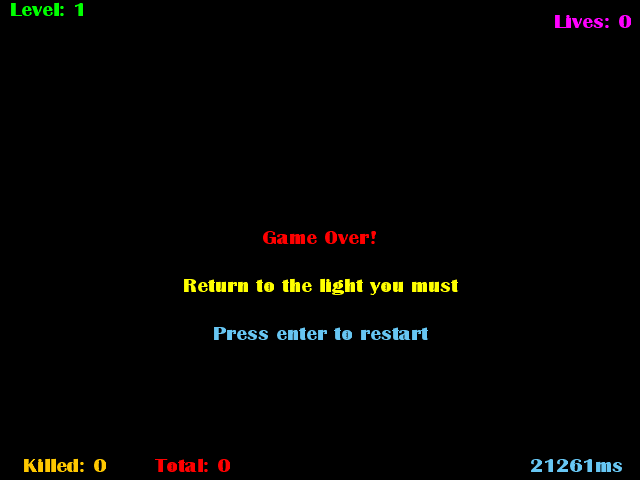 Level: 1
Lives: 0
Game Over!
Return to the light you must
Press enter to restart
Killed: 0
Total: 0
21261ms